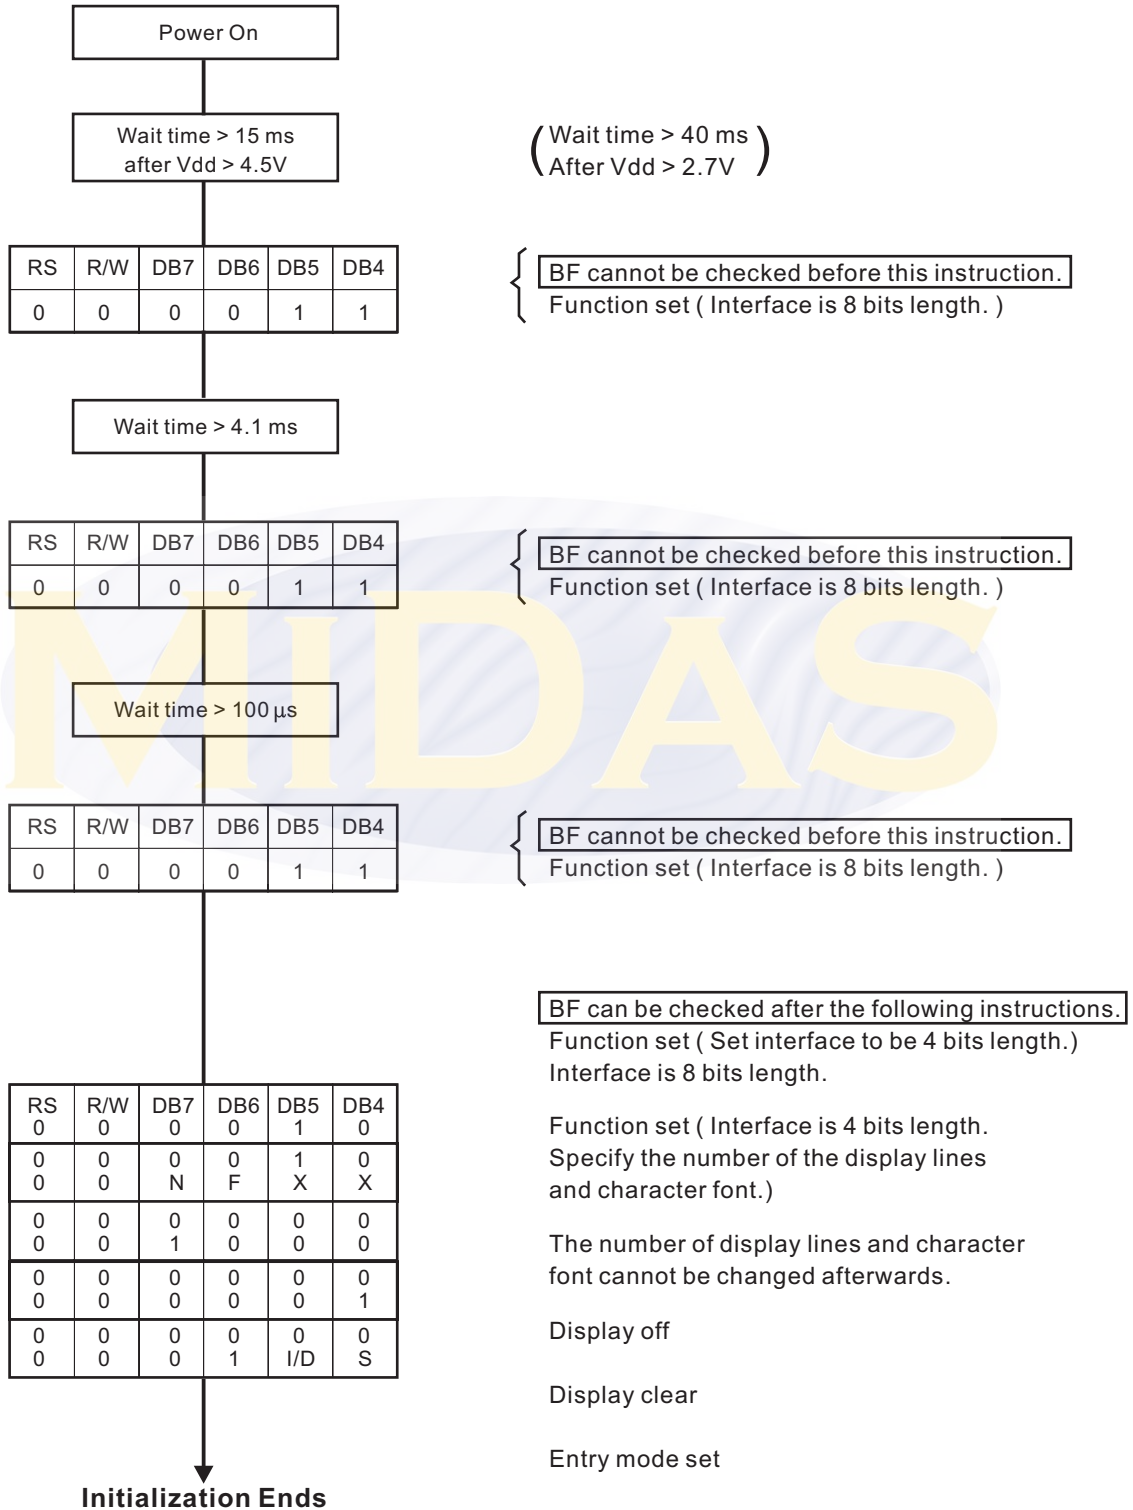 Power On
Wait time > 15 ms
after Vdd > 4.5V
(Wait time > 40 ms
After Vdd > 2.7V)
RS R/W DB7 DB6 DB5 DB4
0 0 0 0 1 1
BF cannot be checked before this instruction.
Function set ( Interface is 8 bits length. )
Wait time > 4.1 ms
RS R/W DB7 DB6 DB5 DB4
0 0 0 0 1 1
BF cannot be checked before this instruction.
Function set ( Interface is 8 bits length. )
MIDAS
Wait time > 100 μs
RS R/W DB7 DB6 DB5 DB4
0 0 0 0 1 1
BF cannot be checked before this instruction.
Function set ( Interface is 8 bits length. )
BF can be checked after the following instructions.
Function set ( Set interface to be 4 bits length.)
Interface is 8 bits length.
RS R/W DB7 DB6 DB5 DB4
0 0 0 0 1 0
0 0 0 0 1 0
0 0 N F X X
0 0 0 0 0 0
0 0 1 0 0 0
0 0 0 0 0 0
0 0 0 0 0 1
0 0 0 0 0 0
0 0 0 1 I/D S
Function set ( Interface is 4 bits length.
Specify the number of the display lines
and character font.)
The number of display lines and character
font cannot be changed afterwards.
Display off
Display clear
Entry mode set
Initialization Ends